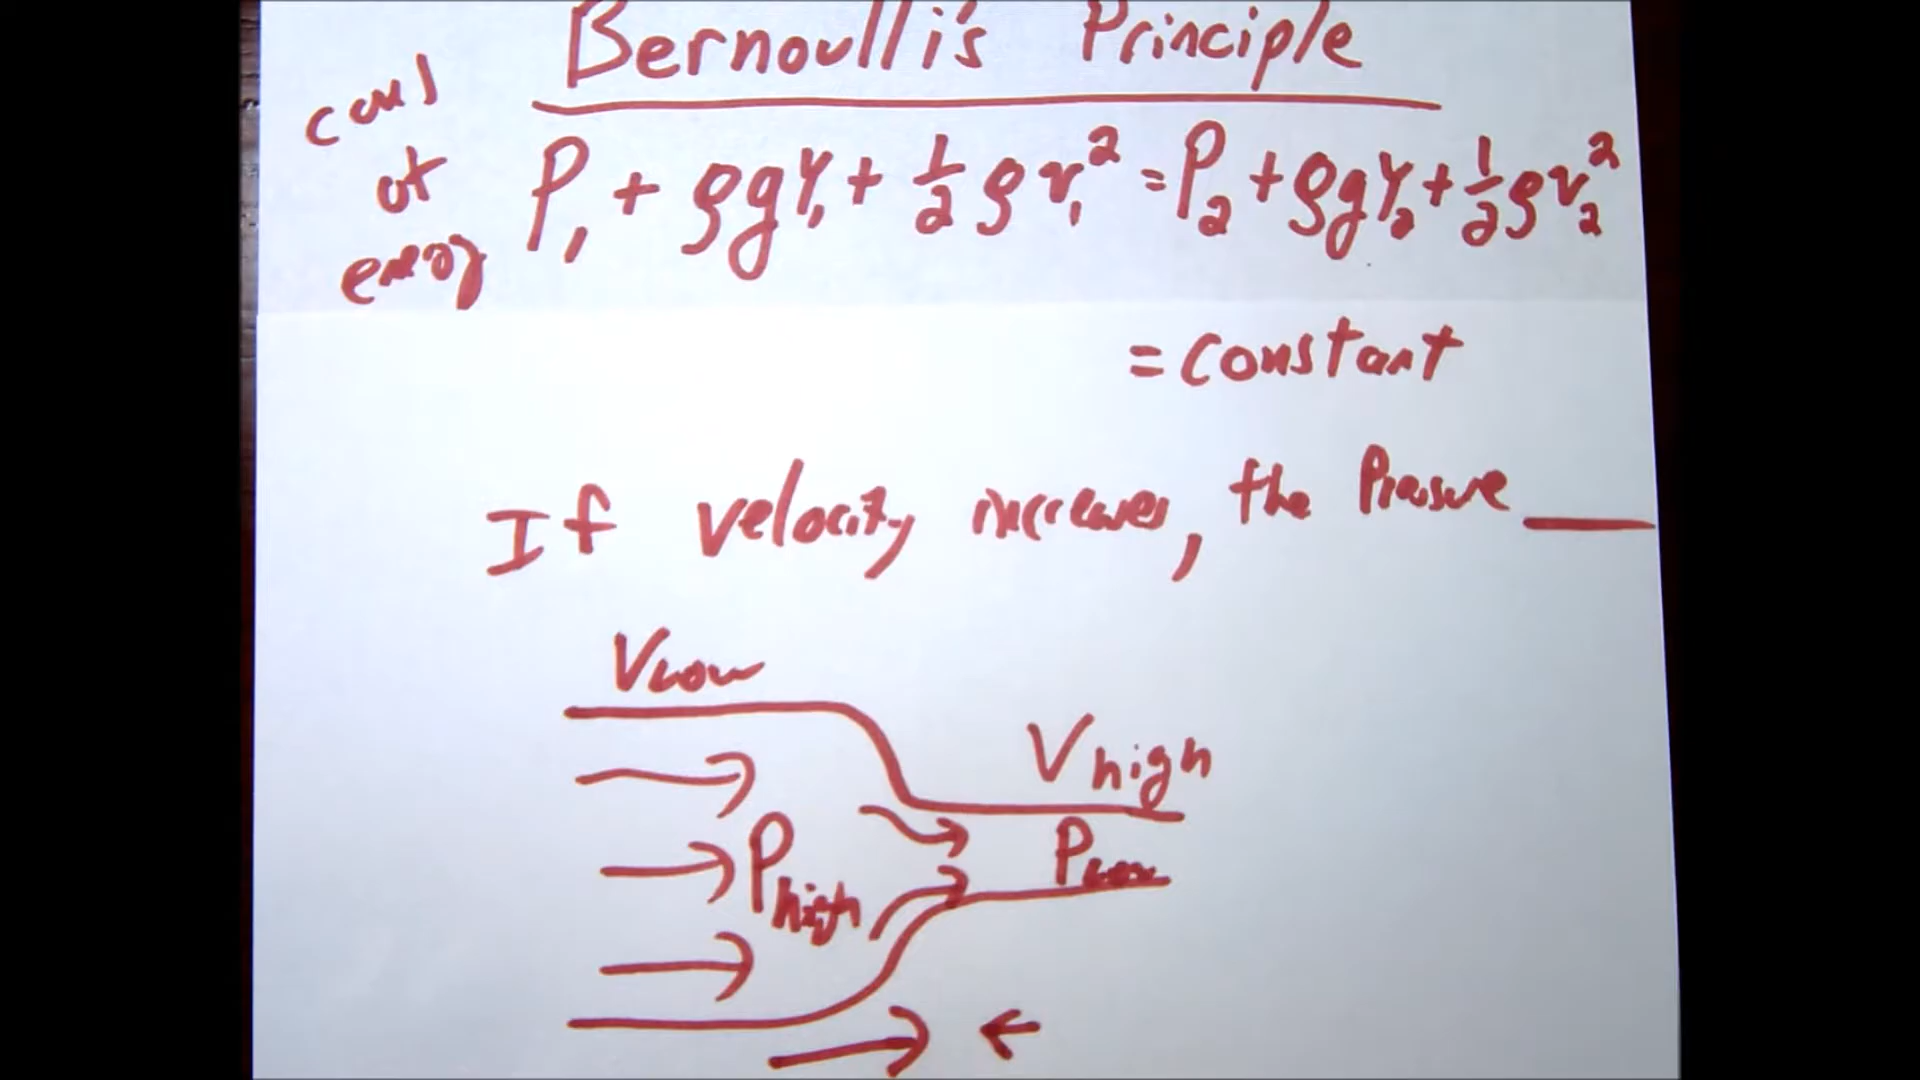 Bernoulli's Principle
cons
of
energy
P₁ + ρgy₁ + ½ρv₁² = P₂ + ρgy₂ + ½ρv₂²
= constant
If velocity increases, the Pressure ___
VLOW
Vhigh
Phigh
PLOW